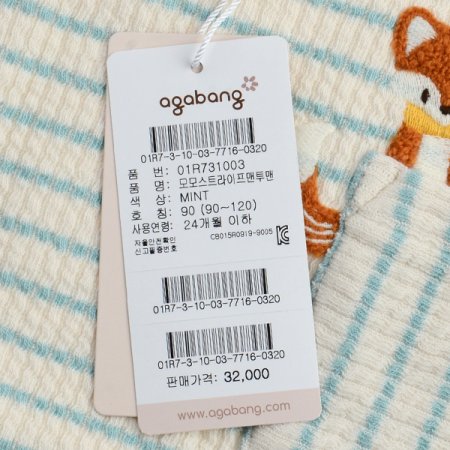 agabang
01R7-3-10-03-7716-0320
품 번: 01R731003
품 명: 모모스트라이프맨투맨
색 상: MINT
호 칭: 90 (90~120)
사용연령: 24개월 이하
자율안전확인
신고필증번호 CB015R0919-9005
01R7-3-10-03-7716-0320
01R7-3-10-03-7716-0320
판매가격: 32,000
www.agabang.com